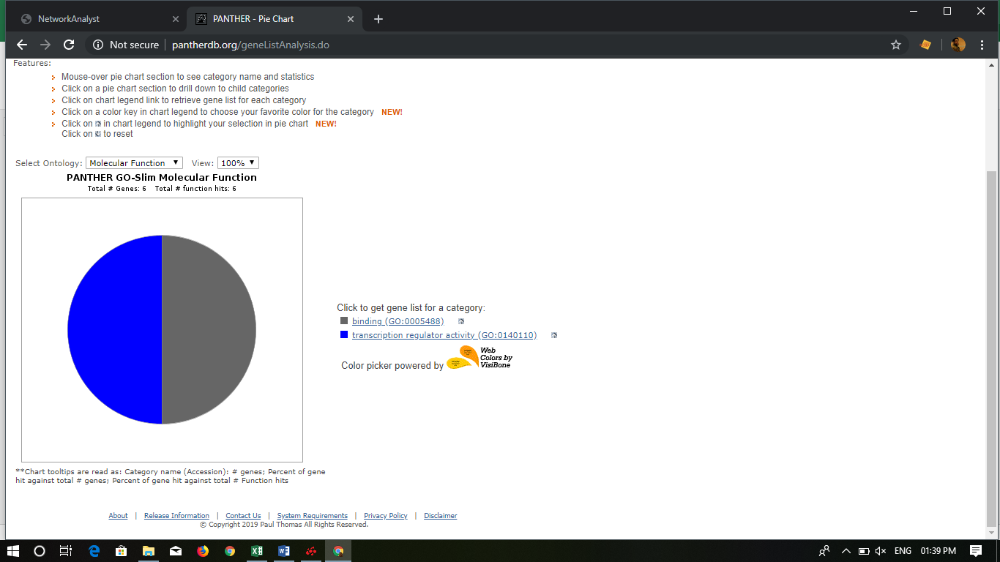 NetworkAnalyst
PANTHER - Pie Chart
Not secure | pantherdb.org/geneListAnalysis.do
Features:
Mouse-over pie chart section to see category name and statistics
Click on a pie chart section to drill down to child categories
Click on chart legend link to retrieve gene list for each category
Click on a color key in chart legend to choose your favorite color for the category NEW!
Click on in chart legend to highlight your selection in pie chart NEW!
Click on to reset
Select Ontology: Molecular Function View: 100%
PANTHER GO-Slim Molecular Function
Total # Genes: 6 Total # function hits: 6
Click to get gene list for a category:
binding (GO:0005488)
transcription regulator activity (GO:0140110)
Color picker powered by
Web
Colors by
VisiBone
**Chart tooltips are read as: Category name (Accession): # genes; Percent of gene
hit against total # genes; Percent of gene hit against total # Function hits
About | Release Information | Contact Us | System Requirements | Privacy Policy | Disclaimer
© Copyright 2019 Paul Thomas All Rights Reserved.
ENG 01:39 PM